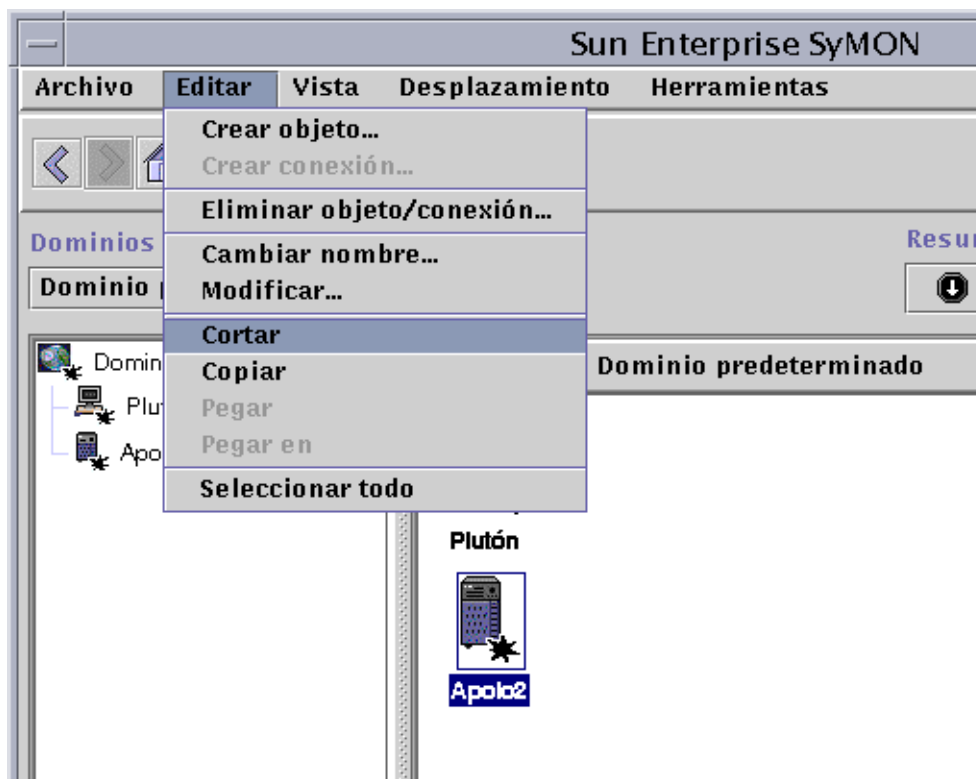 Sun Enterprise SyMON
Archivo Editar Vista Desplazamiento Herramientas
Crear objeto...
Crear conexión...
Eliminar objeto/conexión...
Cambiar nombre...
Modificar...
Cortar
Copiar
Pegar
Pegar en
Seleccionar todo
Dominios
Dominio
Dominio predeterminado
Plutón
Apolo2